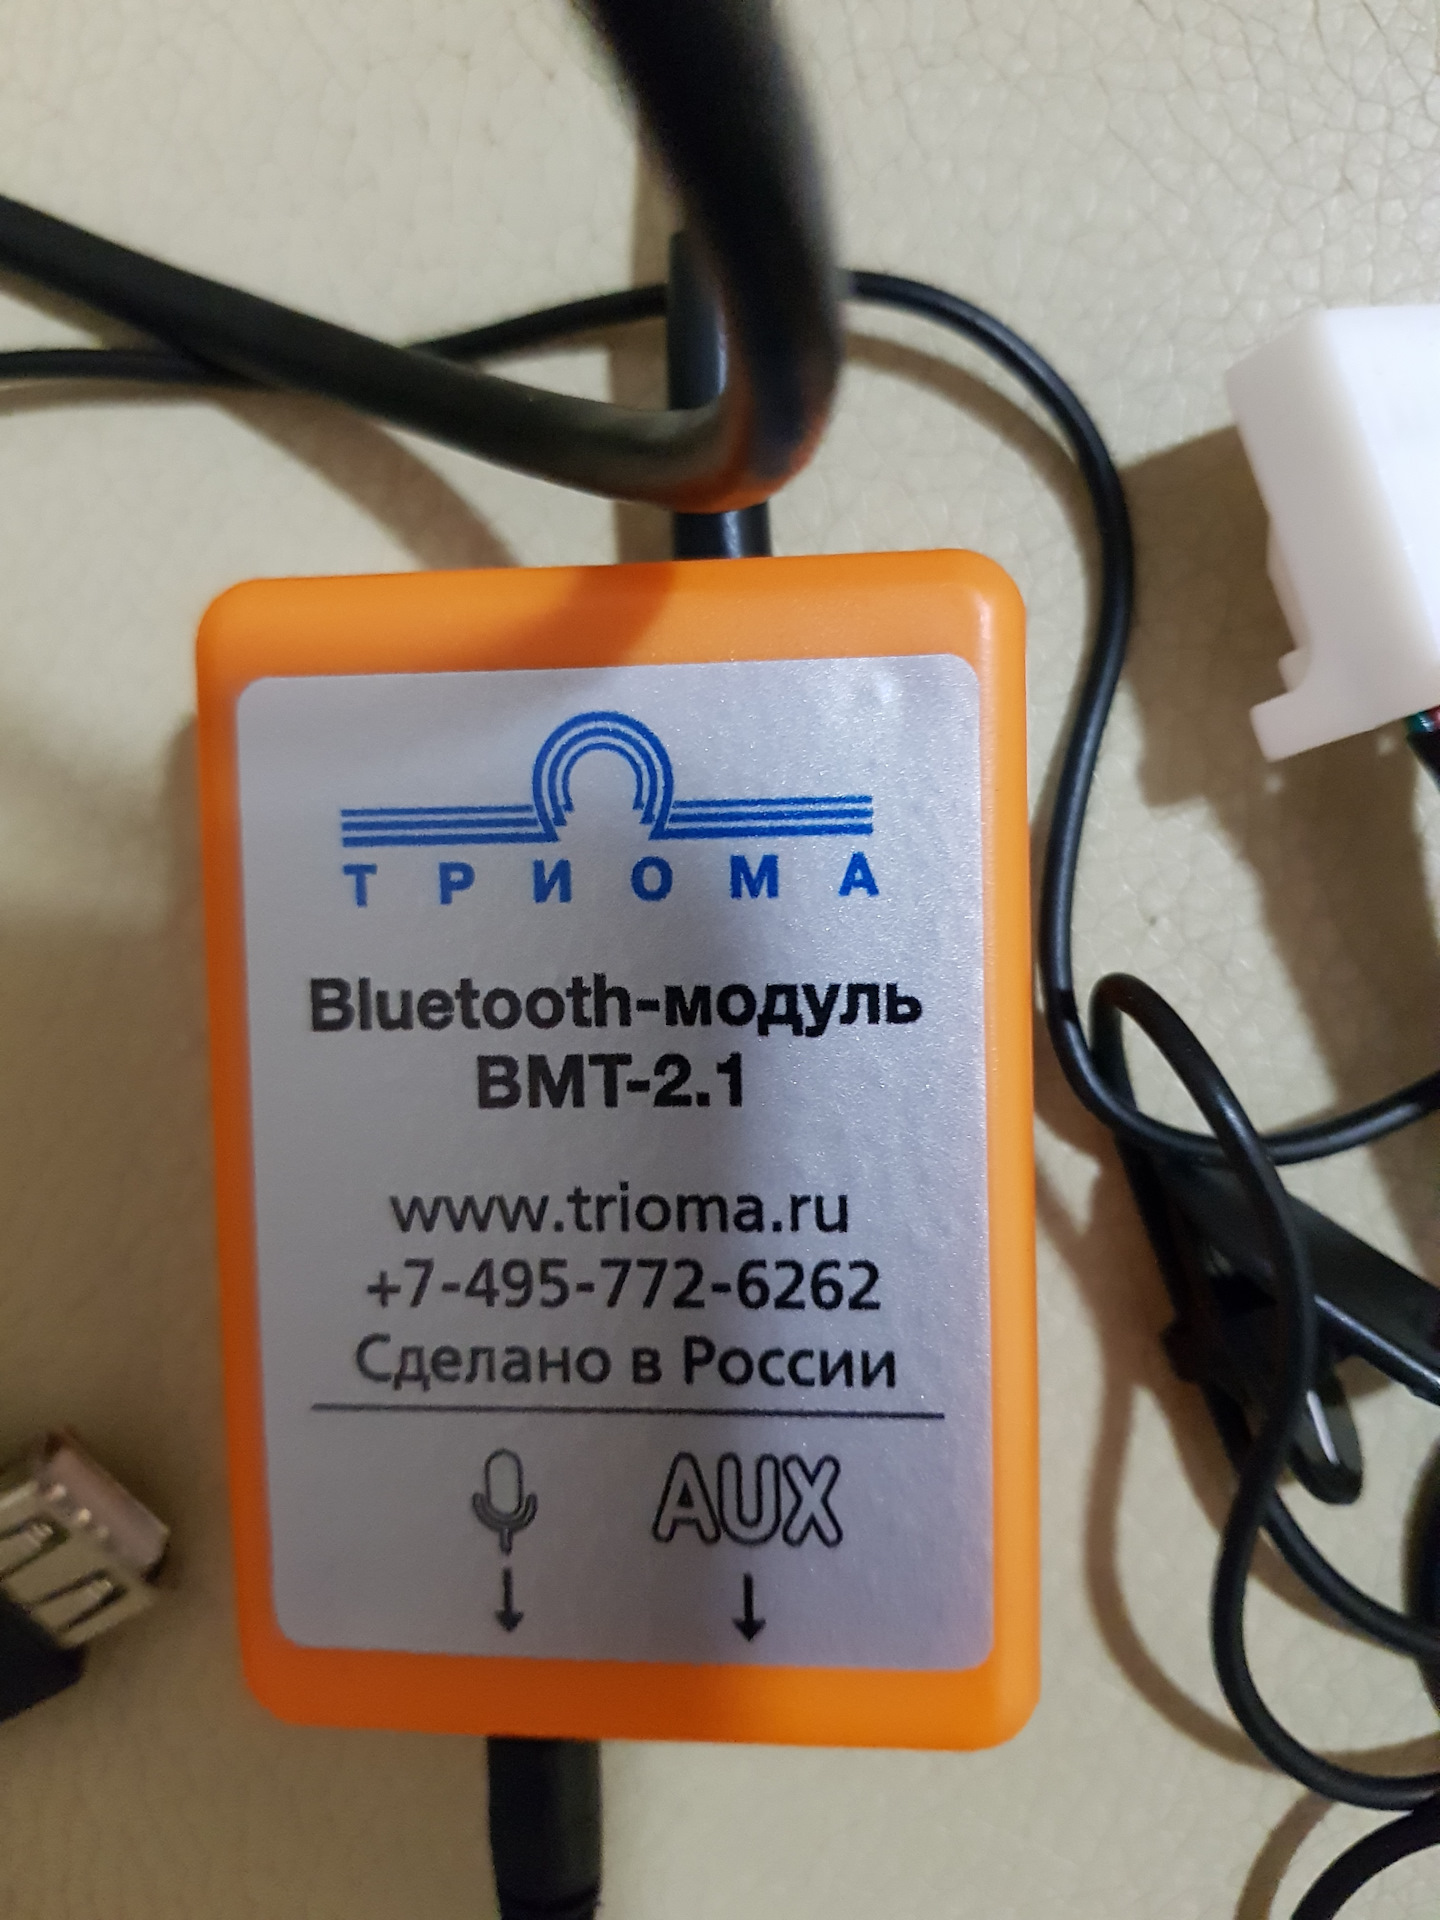 ТРИОМА
Bluetooth-модуль
BMT-2.1
www.trioma.ru
+7-495-772-6262
Сделано в России
AUX